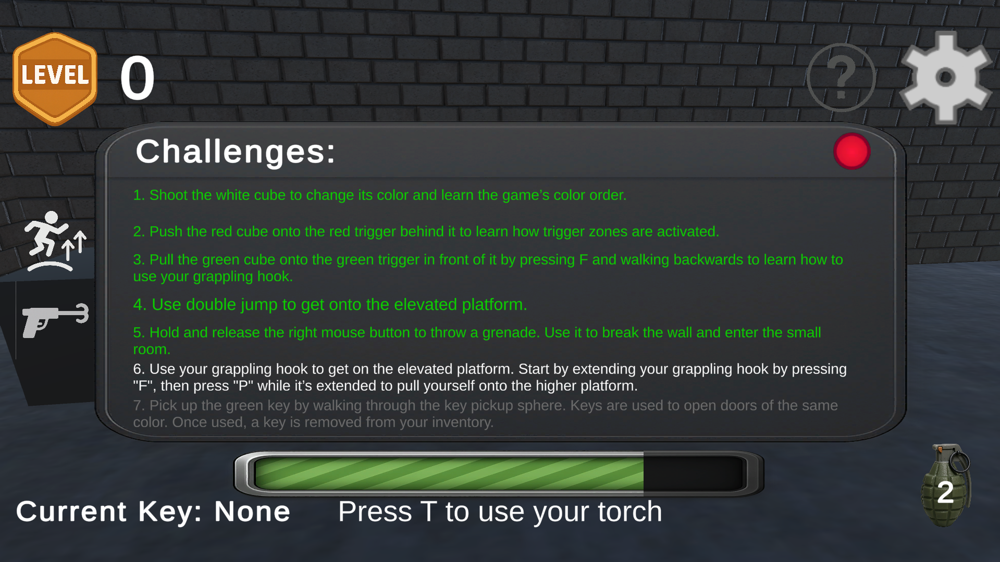 LEVEL 0
?
Challenges:
1. Shoot the white cube to change its color and learn the game’s color order.
2. Push the red cube onto the red trigger behind it to learn how trigger zones are activated.
3. Pull the green cube onto the green trigger in front of it by pressing F and walking backwards to learn how to
use your grappling hook.
4. Use double jump to get onto the elevated platform.
5. Hold and release the right mouse button to throw a grenade. Use it to break the wall and enter the small
room.
6. Use your grappling hook to get on the elevated platform. Start by extending your grappling hook by pressing
"F", then press "P" while it’s extended to pull yourself onto the higher platform.
7. Pick up the green key by walking through the key pickup sphere. Keys are used to open doors of the same
color. Once used, a key is removed from your inventory.
2
Current Key: None
Press T to use your torch